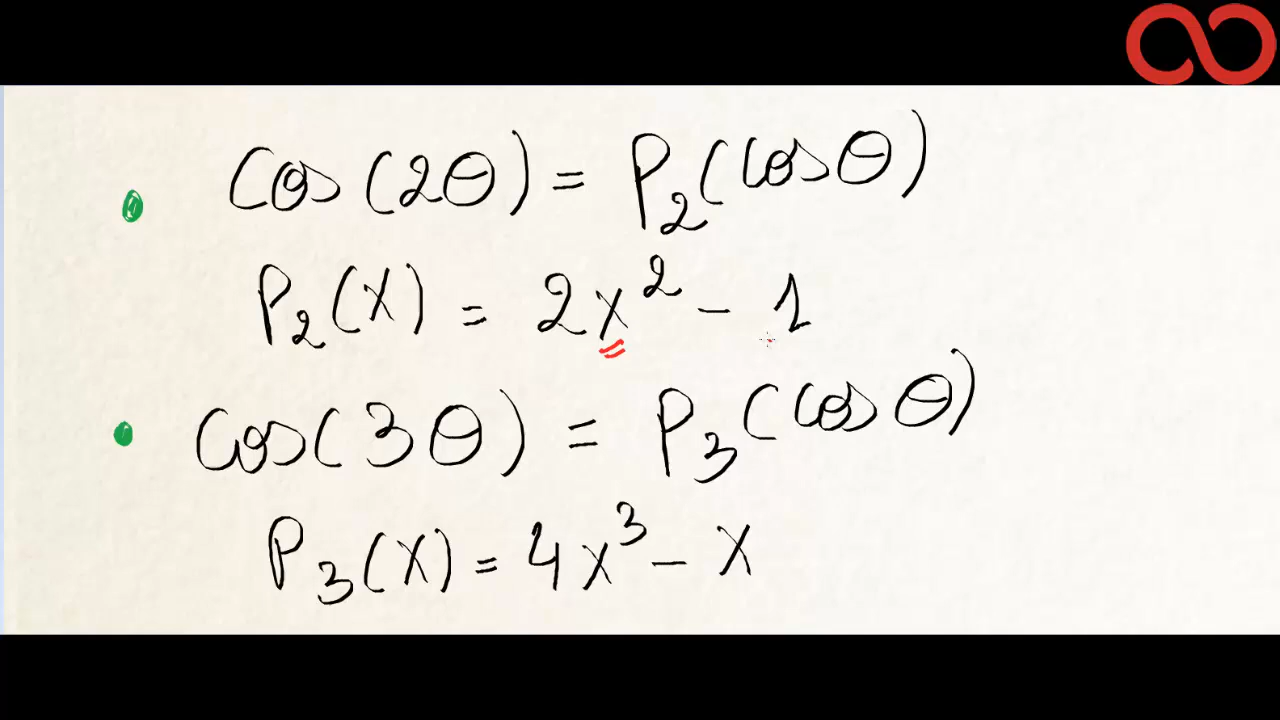 cos(2θ) = P₂(cosθ)
P₂(x) = 2x² - 1
cos(3θ) = P₃(cosθ)
P₃(x) = 4x³ - x